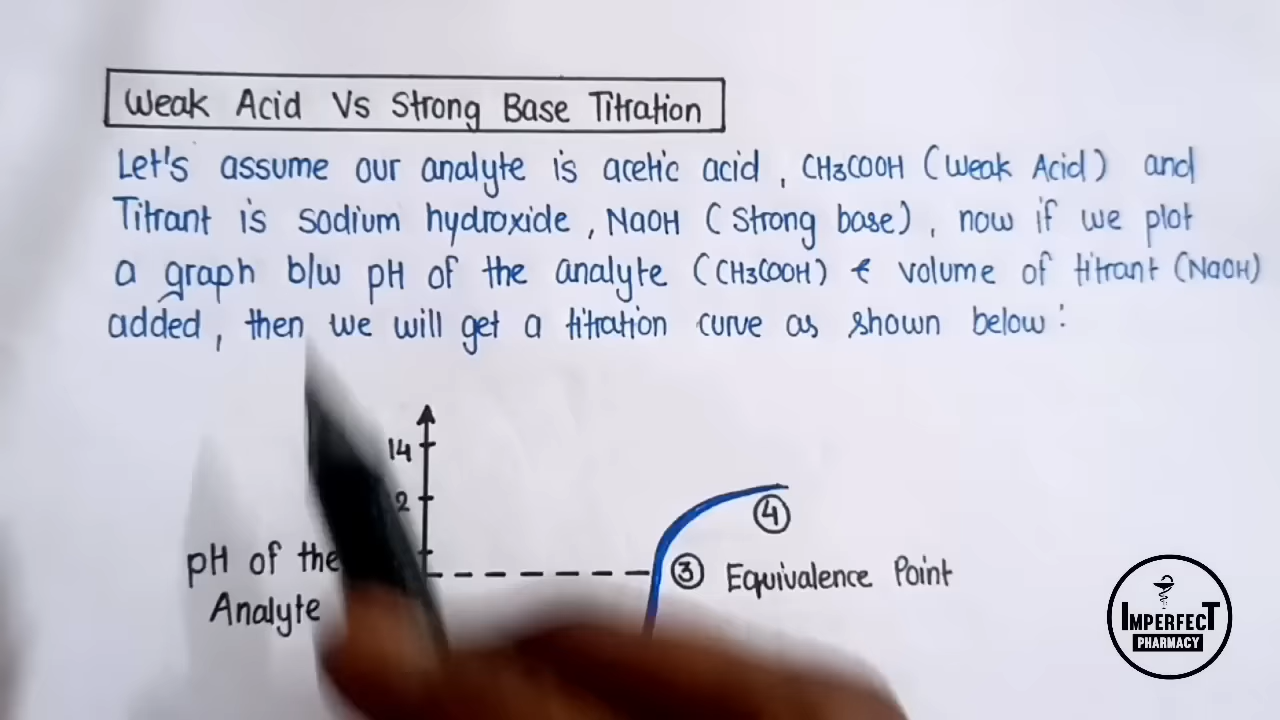 Weak Acid Vs Strong Base Titration
Let's assume our analyte is acetic acid , CH3COOH (Weak Acid) and
Titrant is sodium hydroxide , NaOH (Strong base) , now if we plot
a graph b/w pH of the analyte (CH3COOH) & volume of titrant (NaOH)
added , then we will get a titration curve as shown below :
14
2
4
pH of the
3 Equivalence Point
Analyte
IMPERFECT
PHARMACY